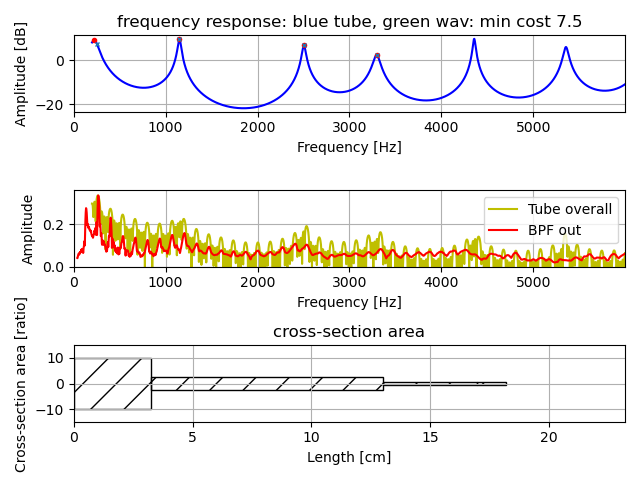 frequency response: blue tube, green wav: min cost 7.5
Amplitude [dB]
0
−20
0 1000 2000 3000 4000 5000
Frequency [Hz]
Amplitude
0.2
0.0
Tube overall
BPF out
0 1000 2000 3000 4000 5000
Frequency [Hz]
cross-section area
Cross-section area [ratio]
10
0
−10
0 5 10 15 20
Length [cm]